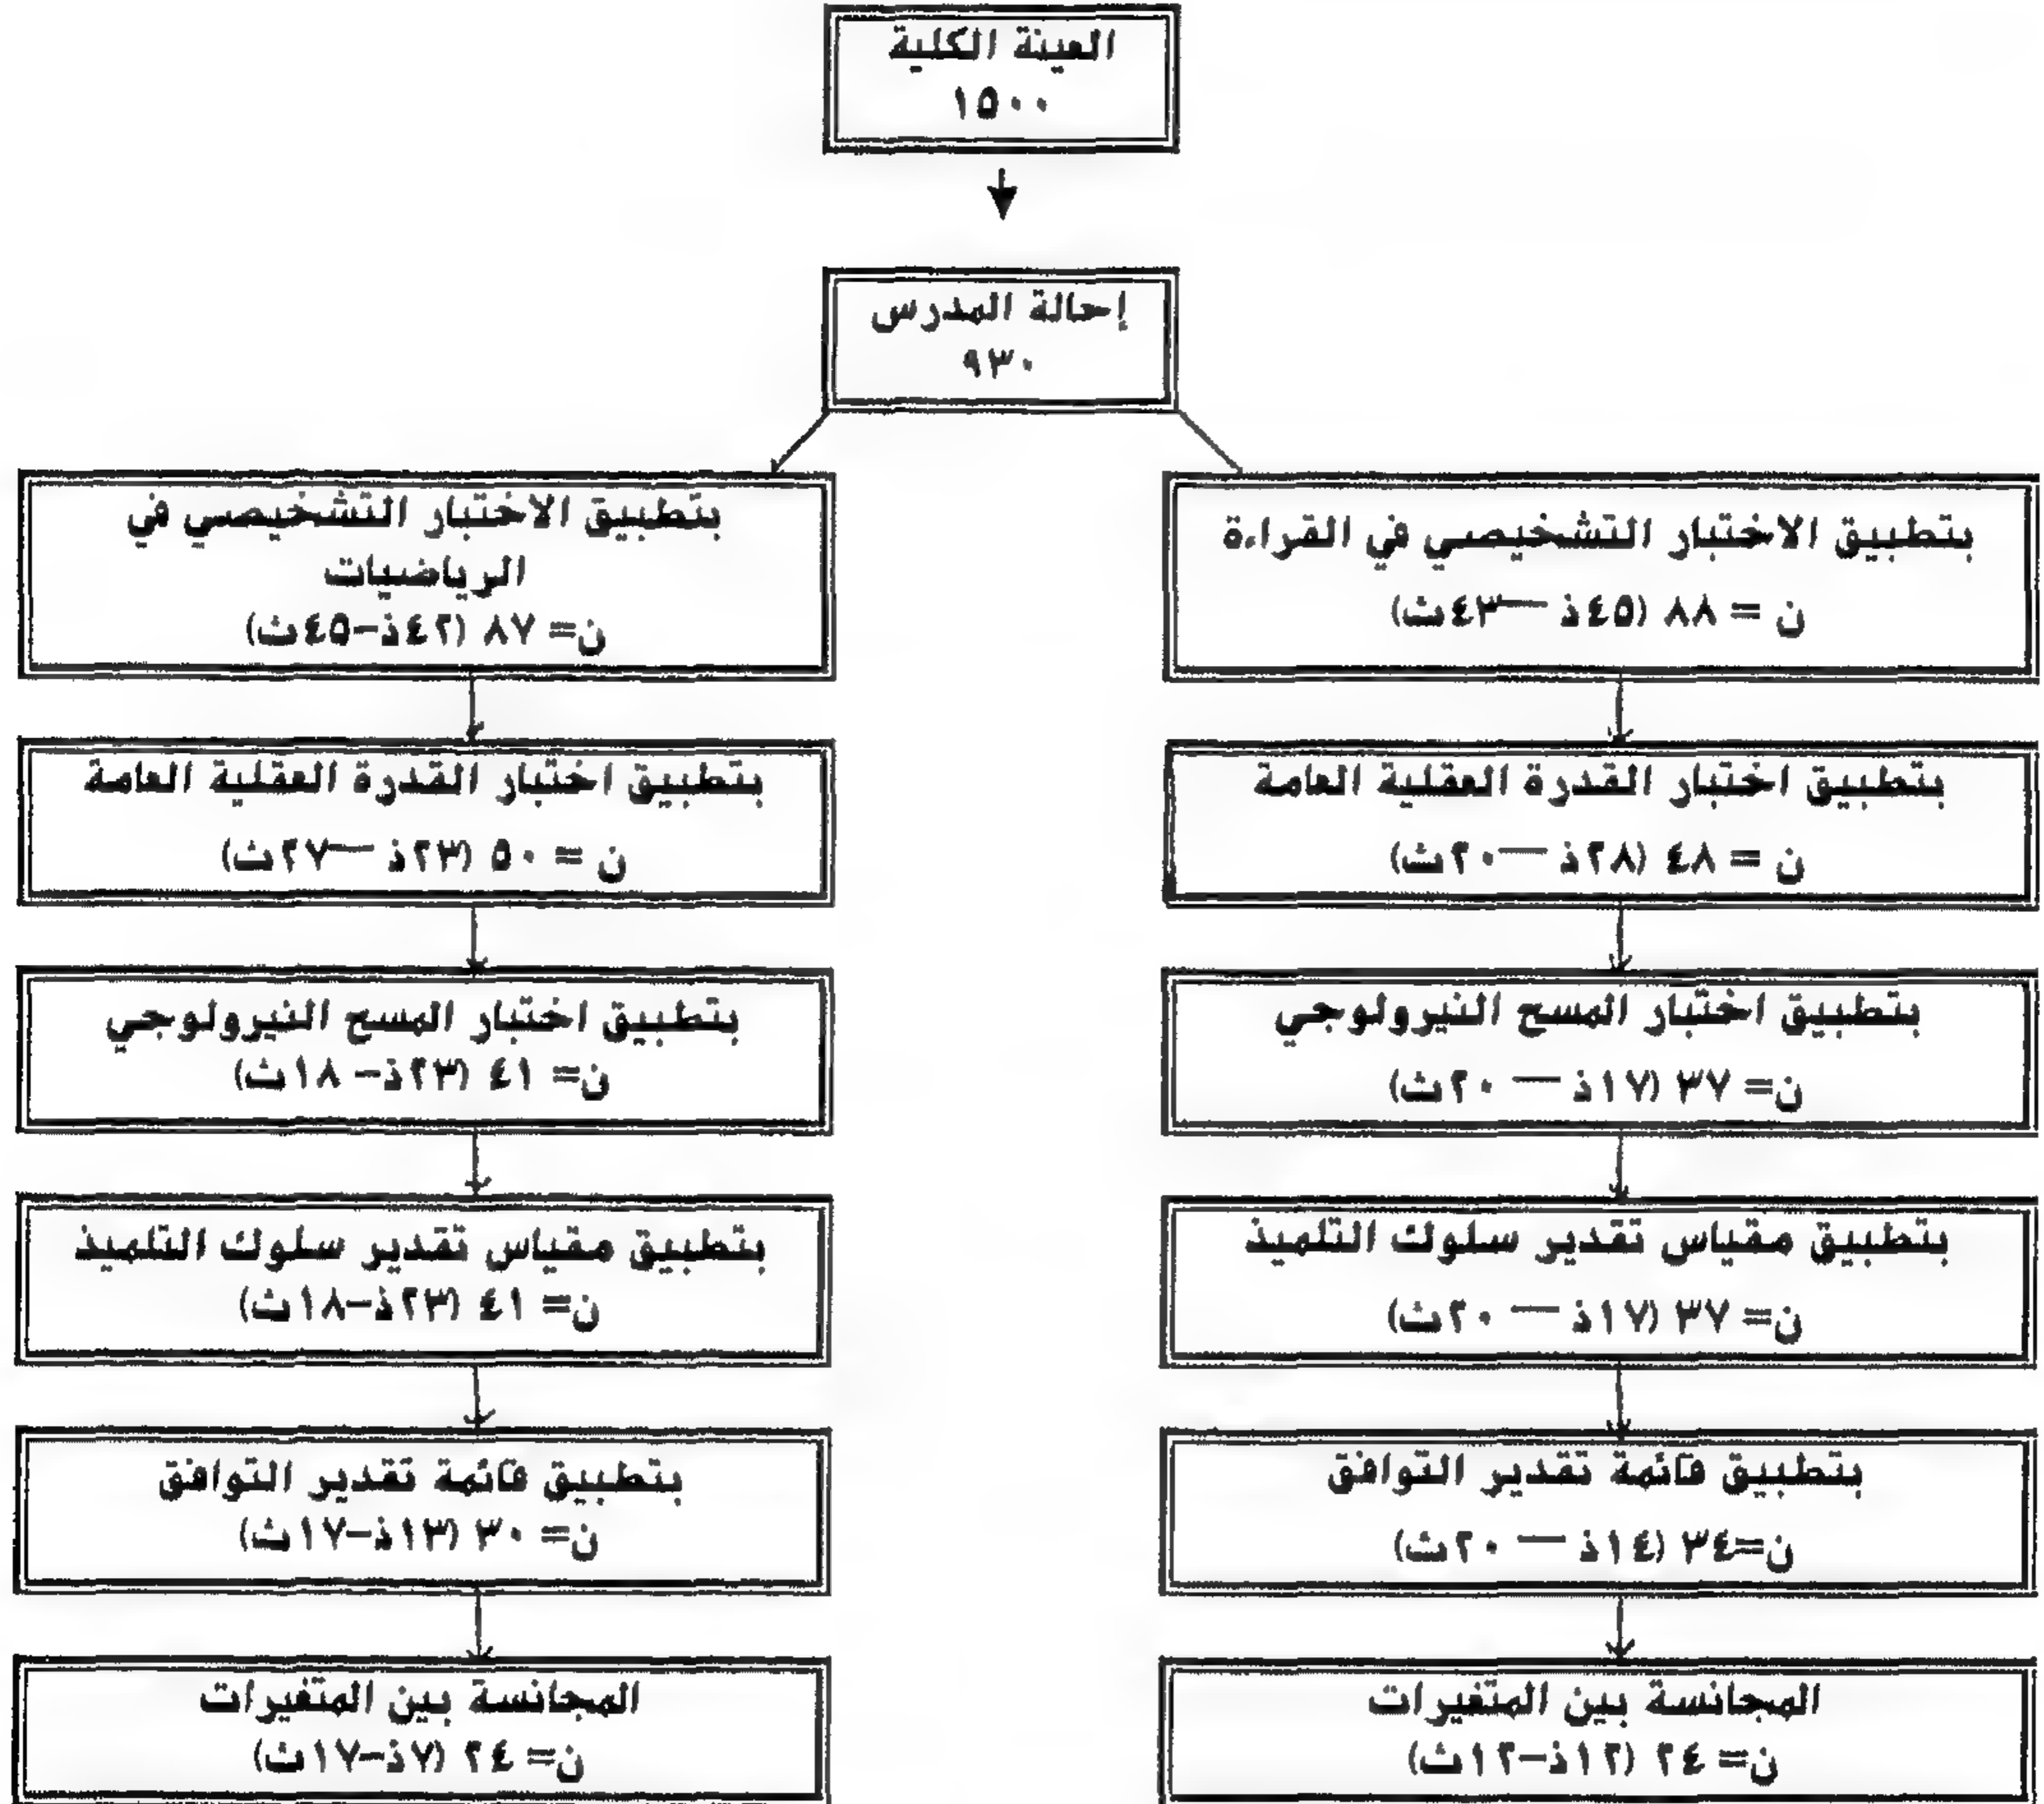 العينة الكلية
١٥٠٠
إحالة المدرس
٩٣٠
بتطبيق الاختبار التشخيصي في القراءة
ن = ٨٨ (٤٥ذ — ٤٣ث)
بتطبيق اختبار القدرة العقلية العامة
ن = ٤٨ (٢٨ذ — ٢٠ث)
بتطبيق اختبار المسح النيرولوجي
ن= ٣٧ (١٧ذ — ٢٠ث)
بتطبيق مقياس تقدير سلوك التلميذ
ن= ٣٧ (١٧ذ — ٢٠ث)
بتطبيق قائمة تقدير التوافق
ن=٣٤ (١٤ذ — ٢٠ث)
المجانسة بين المتغيرات
ن= ٢٤ (١٢ذ-١٢ث)
بتطبيق الاختبار التشخيصي في
الرياضيات
ن= ٨٧ (٤٢ذ-٤٥ث)
بتطبيق اختبار القدرة العقلية العامة
ن = ٥٠ (٢٣ذ — ٢٧ث)
بتطبيق اختبار المسح النيرولوجي
ن= ٤١ (٢٣ذ- ١٨ث)
بتطبيق مقياس تقدير سلوك التلميذ
ن= ٤١ (٢٣ذ-١٨ث)
بتطبيق قائمة تقدير التوافق
ن= ٣٠ (١٣ذ-١٧ث)
المجانسة بين المتغيرات
ن= ٢٤ (٧ذ-١٧ث)